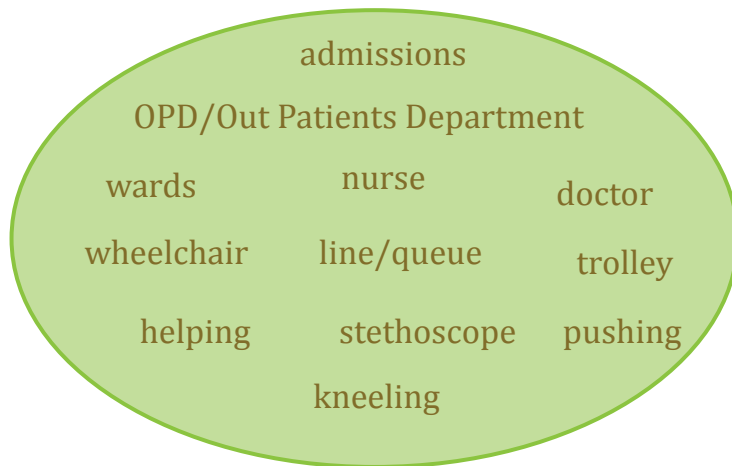 admissions
OPD/Out Patients Department
wards nurse doctor
wheelchair line/queue trolley
helping stethoscope pushing
kneeling